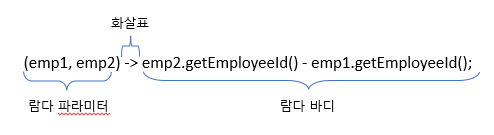 화살표
(emp1, emp2) -> emp2.getEmployeeId() - emp1.getEmployeeId();
람다 파라미터 람다 바디